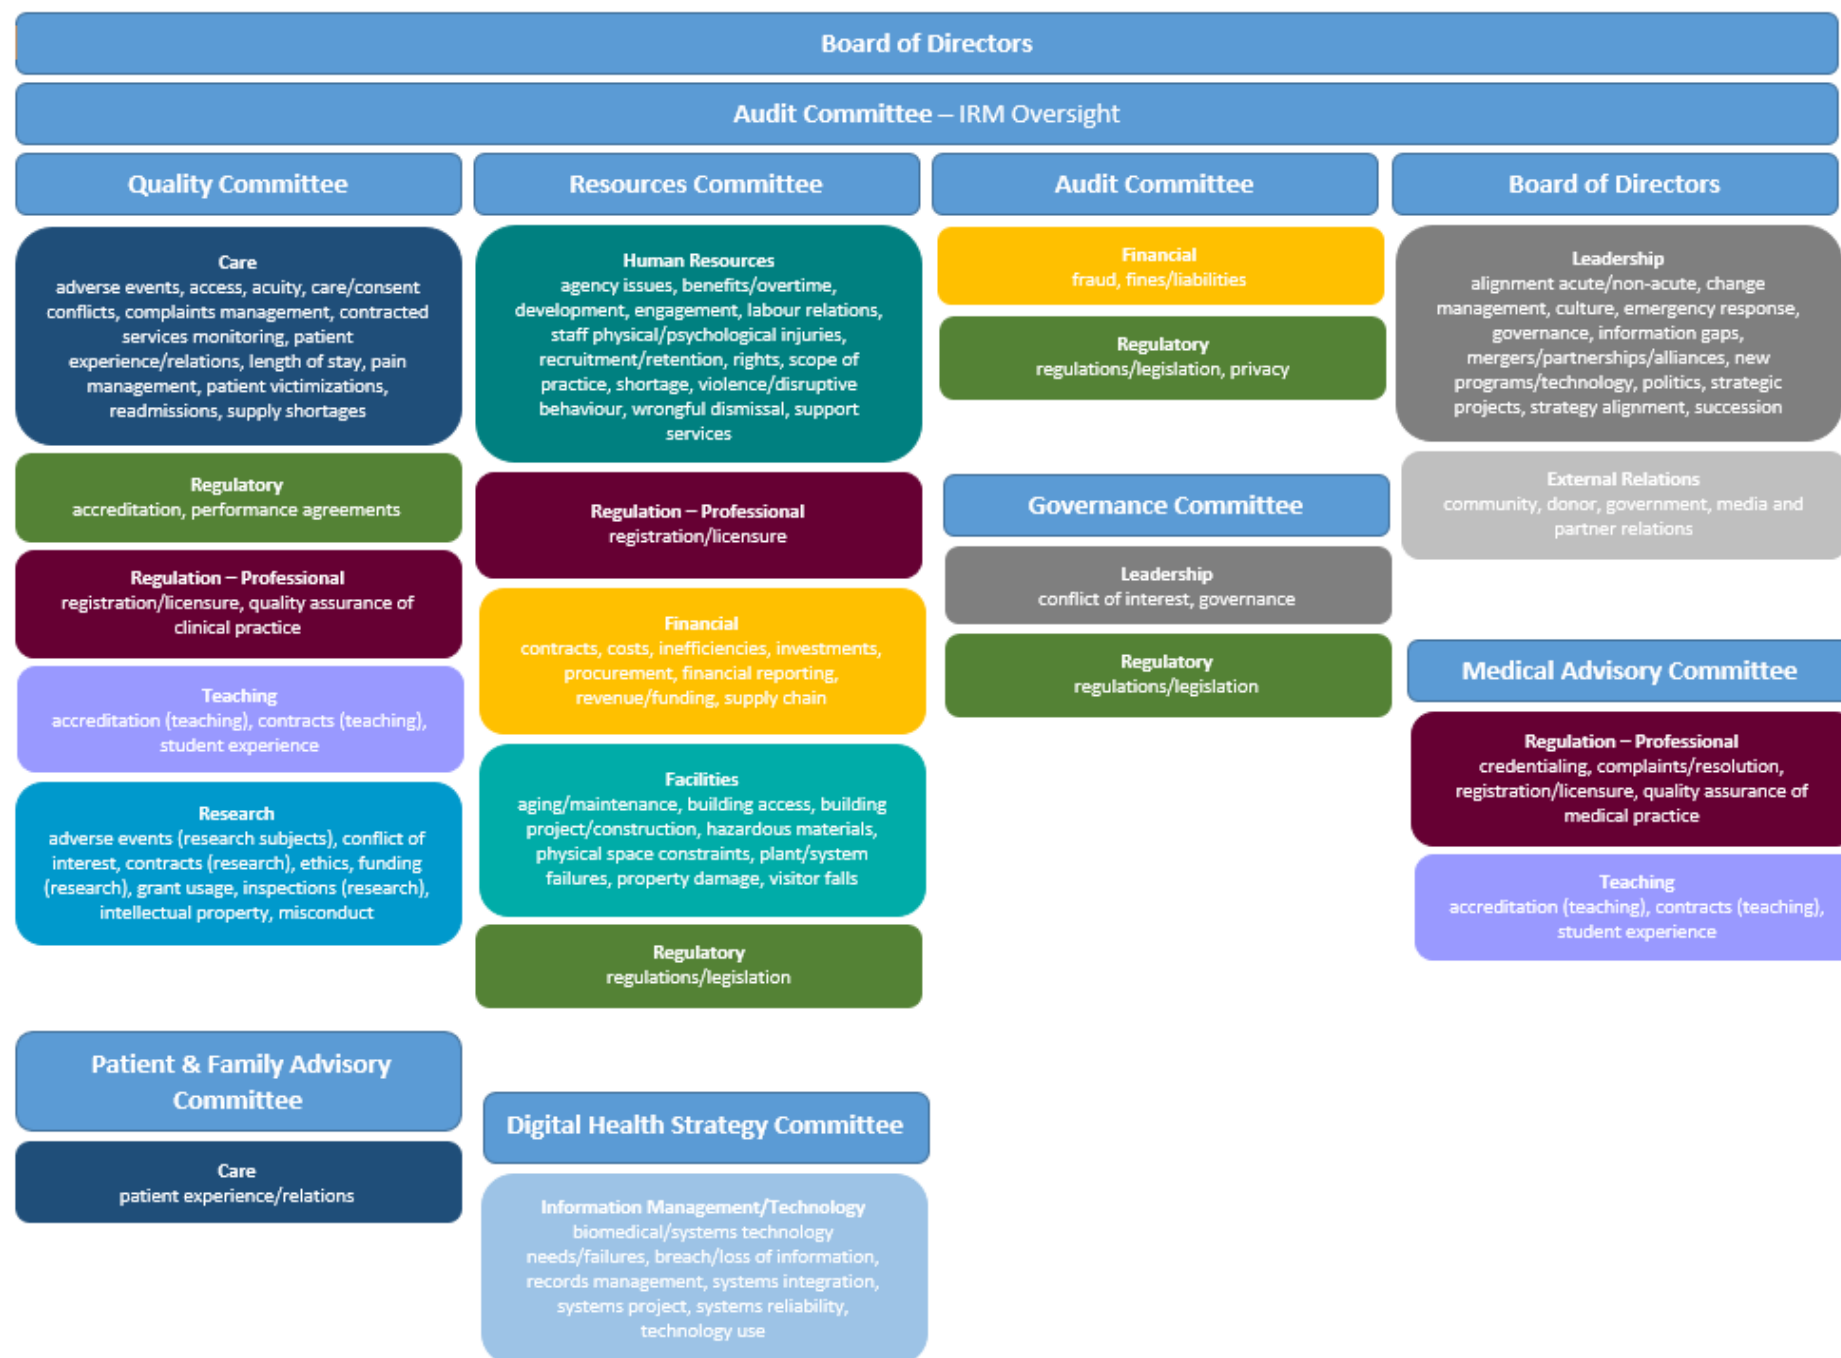 Board of Directors
Audit Committee – IRM Oversight
Quality Committee
Care
adverse events, access, acuity, care/consent
conflicts, complaints management, contracted
services monitoring, patient
experience/relations, length of stay, pain
management, patient victimizations,
readmissions, supply shortages
Regulatory
accreditation, performance agreements
Regulation – Professional
registration/licensure, quality assurance of
clinical practice
Teaching
accreditation (teaching), contracts (teaching),
student experience
Research
adverse events (research subjects), conflict of
interest, contracts (research), ethics, funding
(research), grant usage, inspections (research),
intellectual property, misconduct
Patient & Family Advisory
Committee
Care
patient experience/relations
Resources Committee
Human Resources
agency issues, benefits/overtime,
development, engagement, labour relations,
staff physical/psychological injuries,
recruitment/retention, rights, scope of
practice, shortage, violence/disruptive
behaviour, wrongful dismissal, support
services
Regulation – Professional
registration/licensure
Financial
contracts, costs, inefficiencies, investments,
procurement, financial reporting,
revenue/funding, supply chain
Facilities
aging/maintenance, building access, building
project/construction, hazardous materials,
physical space constraints, plant/system
failures, property damage, visitor falls
Regulatory
regulations/legislation
Digital Health Strategy Committee
Information Management/Technology
biomedical/systems technology
needs/failures, breach/loss of information,
records management, systems integration,
systems project, systems reliability,
technology use
Audit Committee
Financial
fraud, fines/liabilities
Regulatory
regulations/legislation, privacy
Governance Committee
Leadership
conflict of interest, governance
Regulatory
regulations/legislation
Board of Directors
Leadership
alignment acute/non-acute, change
management, culture, emergency response,
governance, information gaps,
mergers/partnerships/alliances, new
programs/technology, politics, strategic
projects, strategy alignment, succession
External Relations
community, donor, government, media and
partner relations
Medical Advisory Committee
Regulation – Professional
credentialing, complaints/resolution,
registration/licensure, quality assurance of
medical practice
Teaching
accreditation (teaching), contracts (teaching),
student experience